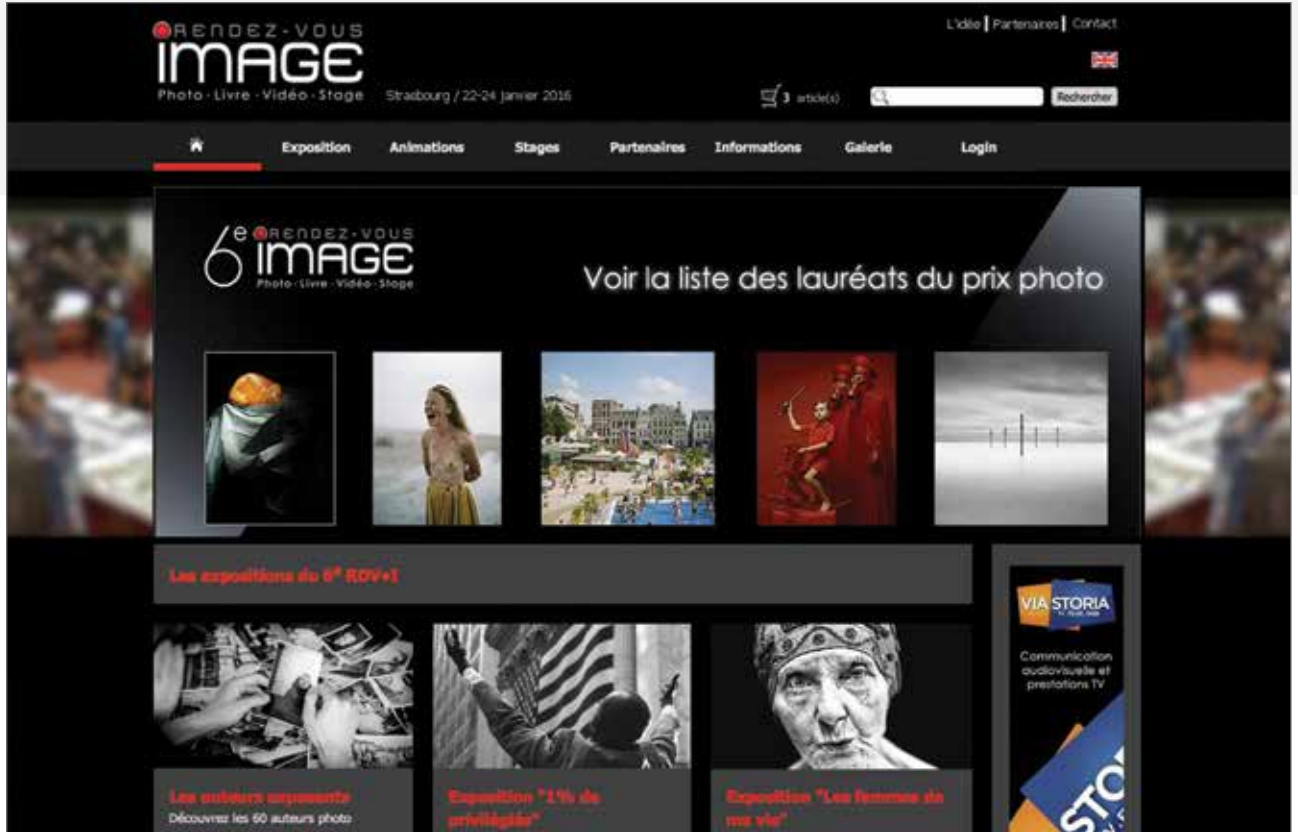 L'idée | Partenaires | Contact
RENDEZ-VOUS
IMAGE
Photo - Livre - Vidéo - Stage
Strasbourg / 22-24 janvier 2016
3 article(s)
Rechercher
Exposition Animations Stages Partenaires Informations Galerie Login
6e RENDEZ-VOUS
IMAGE
Photo - Livre - Vidéo - Stage
Voir la liste des lauréats du prix photo
Les expositions du 6e RDV+I
VIA STORIA
Communication
audiovisuelle et
prestations TV
Les auteurs exposants
Découvrez les 60 auteurs photo
Exposition "1% de
privilégiés"
Exposition "Les femmes de
ma vie"
STO